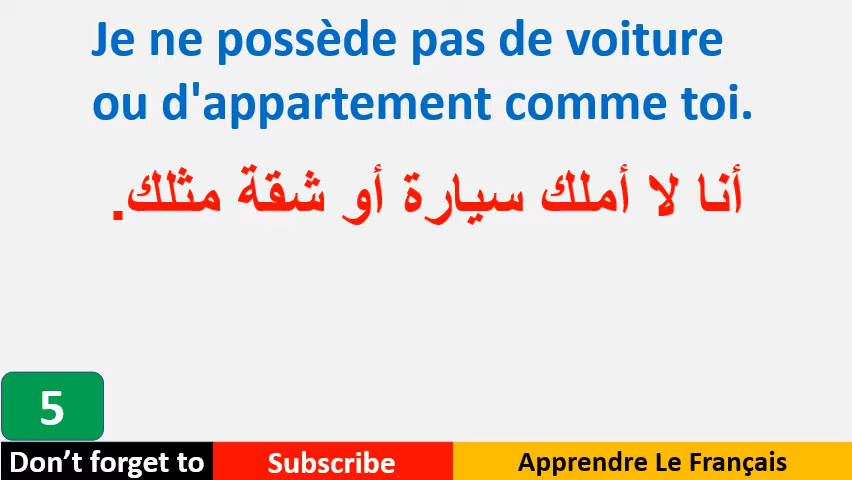 Je ne possède pas de voiture
ou d'appartement comme toi.
أنا لا أملك سيارة أو شقة مثلك.
5
Don't forget to Subscribe Apprendre Le Français